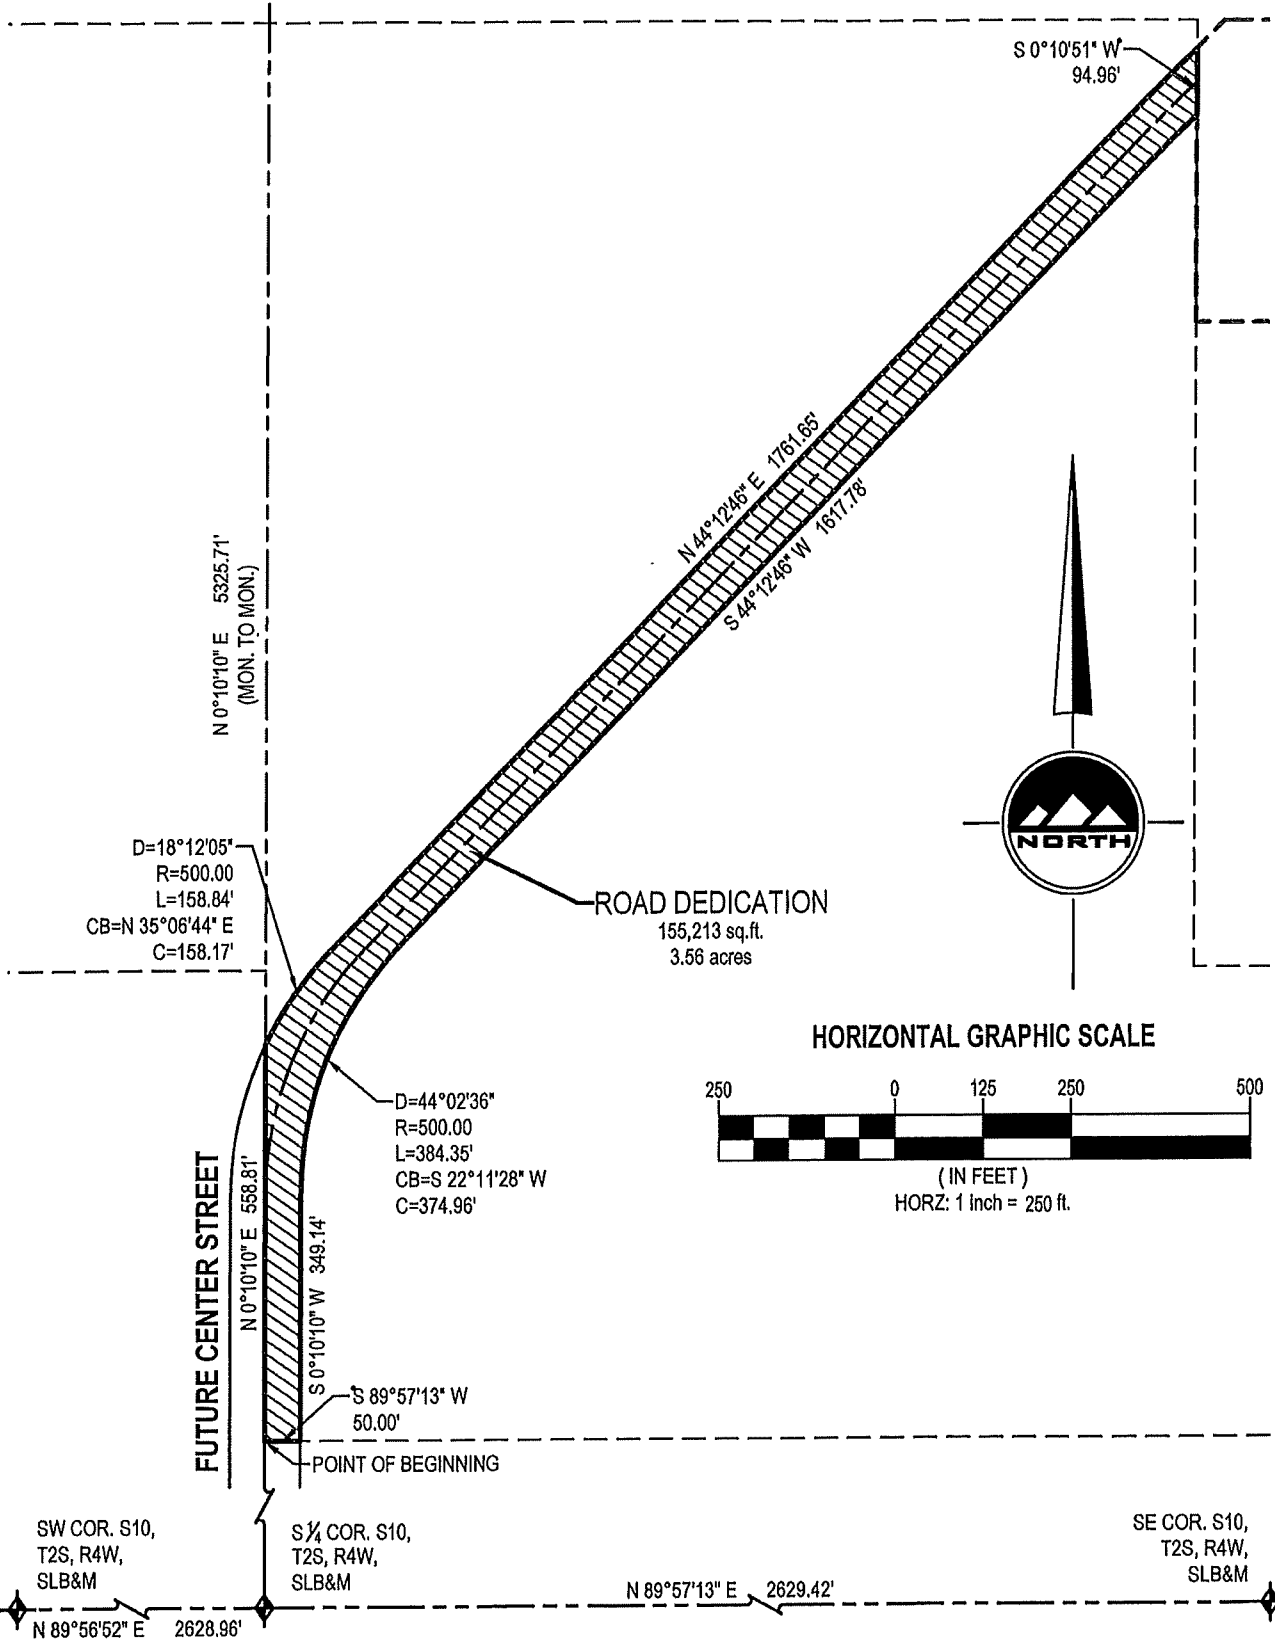 S 0°10'51" W
94.96'
N 44°12'46" E 1761.65'
S 44°12'46" W 1617.78'
N 0°10'10" E 5325.71'
(MON. TO MON.)
D=18°12'05"
R=500.00
L=158.84'
CB=N 35°06'44" E
C=158.17'
NORTH
ROAD DEDICATION
155,213 sq.ft.
3.56 acres
HORIZONTAL GRAPHIC SCALE
250 0 125 250 500
( IN FEET )
HORZ: 1 inch = 250 ft.
D=44°02'36"
R=500.00
L=384.35'
CB=S 22°11'28" W
C=374.96'
FUTURE CENTER STREET
N 0°10'10" E 558.81'
S 0°10'10" W 349.14'
S 89°57'13" W
50.00'
POINT OF BEGINNING
SW COR. S10,
T2S, R4W,
SLB&M
S ¼ COR. S10,
T2S, R4W,
SLB&M
SE COR. S10,
T2S, R4W,
SLB&M
N 89°57'13" E 2629.42'
N 89°56'52" E 2628.96'